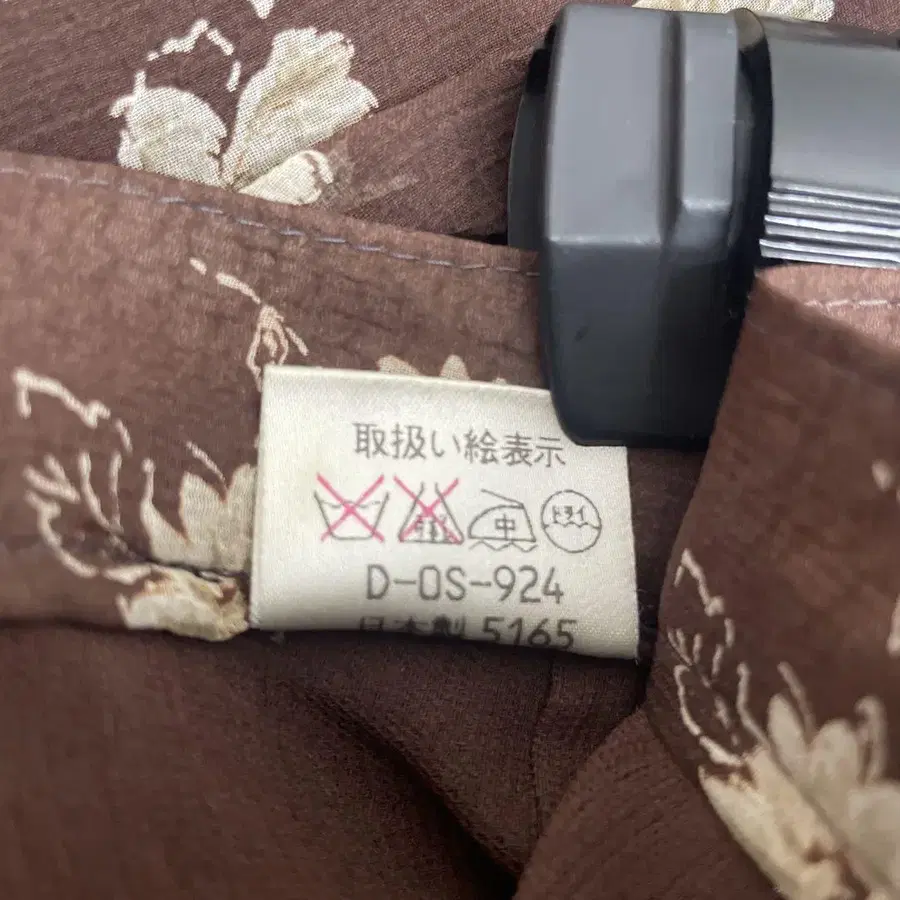 取扱い絵表示
中 ドライ
D-OS-924
日本製 5165